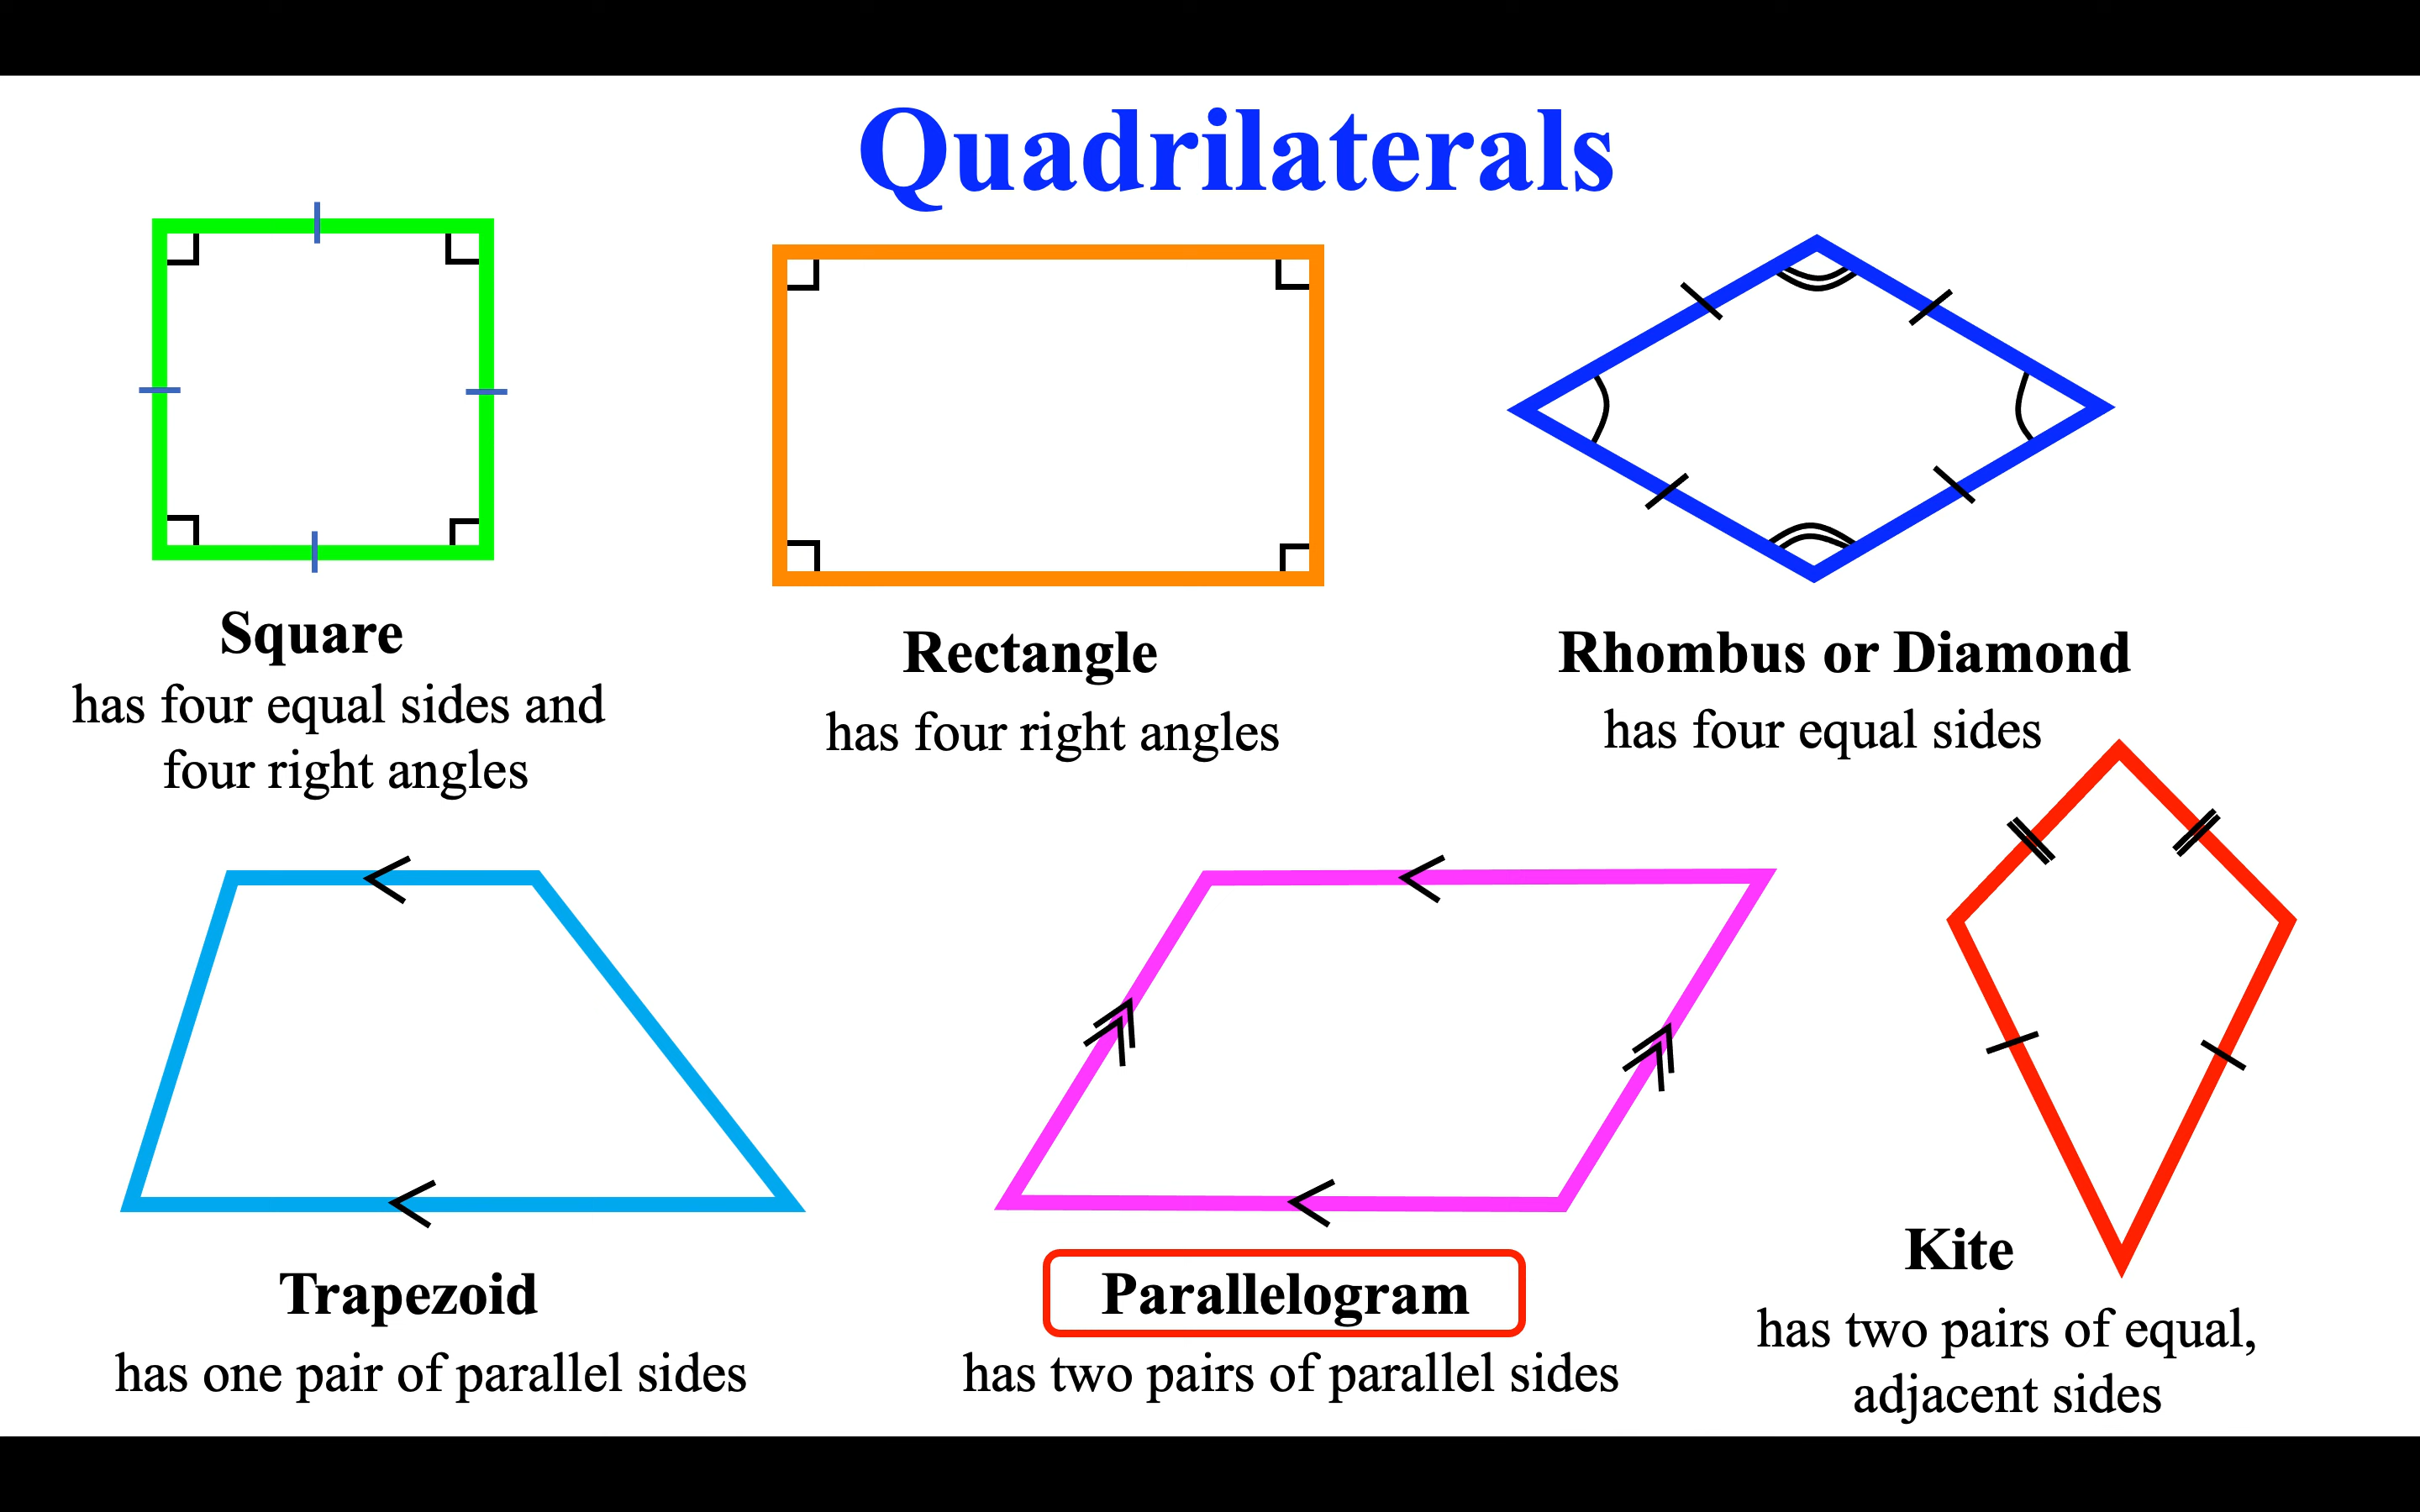 Quadrilaterals
Square
has four equal sides and
four right angles
Rectangle
has four right angles
Rhombus or Diamond
has four equal sides
Trapezoid
has one pair of parallel sides
Parallelogram
has two pairs of parallel sides
Kite
has two pairs of equal,
adjacent sides